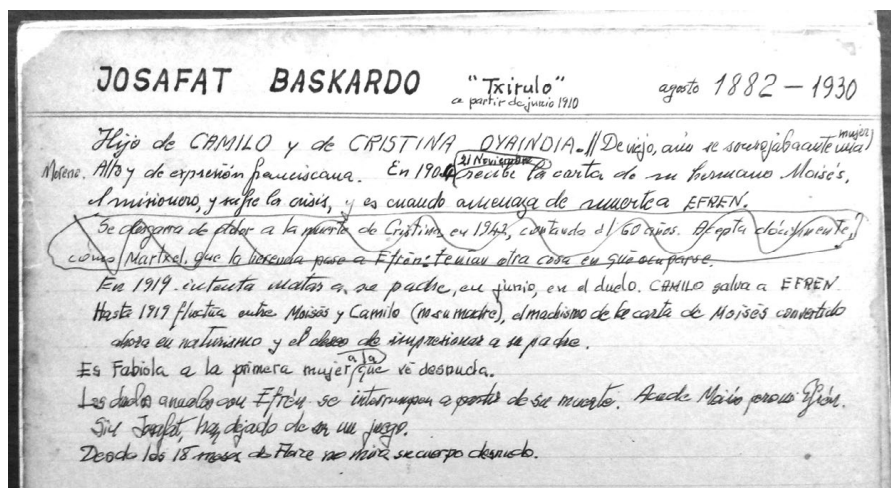 JOSAFAT BASKARDO "Txirulo" agosto 1882 - 1930
a partir de junio 1910
Hijo de CAMILO y de CRISTINA OYAINDIA. // De viejo, aún se sonrojaba ante una mujer
Moreno. Alto y de expresión franciscana. En 1904 21 Noviembre recibe la carta de su hermano Moisés,
el misionero, y sufre la crisis, y es cuando amenaza de muerte a EFREN.
Se desgarra de dolor a la muerte de Cristina, en 1942, contando él 60 años. Acepta dócilmente,
como Martxel, que la herencia pase a Efrén: tenían otra cosa en qué ocuparse.
En 1919 intenta matar a su padre, en junio, en el duelo. CAMILO salva a EFREN
Hasta 1919 fluctúa entre Moisés y Camilo (no su madre), el machismo de la carta de Moisés convertido
ahora en naturismo y el deseo de impresionar a su padre.
Es Fabiola a la primera mujer a la que ve desnuda.
Los duelos anuales con Efrén se interrumpen a partir de su muerte. Acude Moisés pero no Efrén.
Sin Josafat, han dejado de ser un juego.
Desde los 18 meses de Flore no mira su cuerpo desnudo.